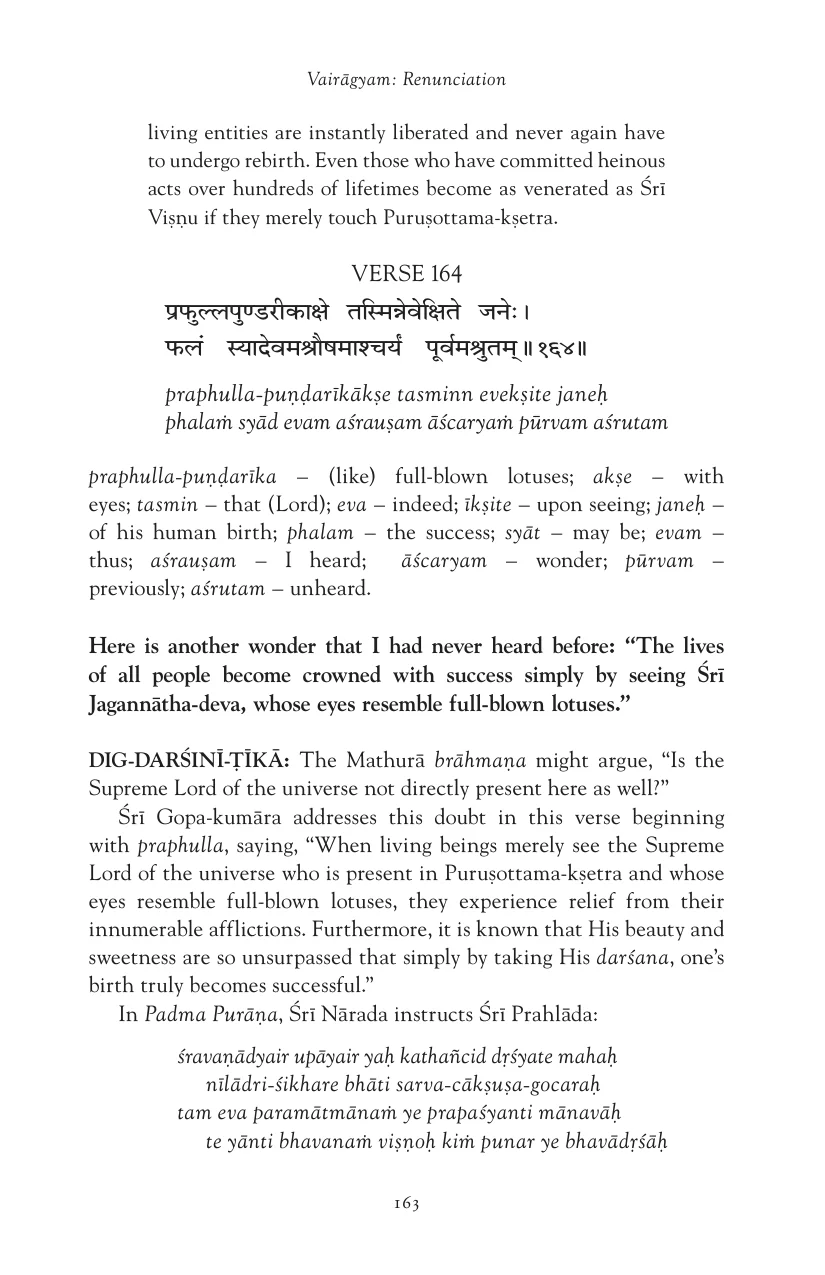 Vairāgyam: Renunciation
living entities are instantly liberated and never again have
to undergo rebirth. Even those who have committed heinous
acts over hundreds of lifetimes become as venerated as Śrī
Viṣṇu if they merely touch Puruṣottama-kṣetra.
VERSE 164
प्रफुल्लपुण्डरीकाक्षे तस्मिन्नेवेक्षिते जनेः।
फलं स्यादेवमश्रौषमाश्चर्यं पूर्वमश्रुतम्॥१६४॥
praphulla-puṇḍarīkākṣe tasminn evekṣite janeḥ
phalaṁ syād evam aśrauṣam āścaryaṁ pūrvam aśrutam
praphulla-puṇḍarīka – (like) full-blown lotuses; akṣe – with
eyes; tasmin – that (Lord); eva – indeed; īkṣite – upon seeing; janeḥ –
of his human birth; phalam – the success; syāt – may be; evam –
thus; aśrauṣam – I heard; āścaryam – wonder; pūrvam –
previously; aśrutam – unheard.
Here is another wonder that I had never heard before: “The lives
of all people become crowned with success simply by seeing Śrī
Jagannātha-deva, whose eyes resemble full-blown lotuses.”
DIG-DARŚINĪ-ṬĪKĀ: The Mathurā brāhmaṇa might argue, “Is the
Supreme Lord of the universe not directly present here as well?”
Śrī Gopa-kumāra addresses this doubt in this verse beginning
with praphulla, saying, “When living beings merely see the Supreme
Lord of the universe who is present in Puruṣottama-kṣetra and whose
eyes resemble full-blown lotuses, they experience relief from their
innumerable afflictions. Furthermore, it is known that His beauty and
sweetness are so unsurpassed that simply by taking His darśana, one’s
birth truly becomes successful.”
In Padma Purāṇa, Śrī Nārada instructs Śrī Prahlāda:
śravaṇādyair upāyair yaḥ kathañcid dṛśyate mahaḥ
nīlādri-śikhare bhāti sarva-cākṣuṣa-gocaraḥ
tam eva paramātmānaṁ ye prapaśyanti mānavāḥ
te yānti bhavanaṁ viṣṇoḥ kiṁ punar ye bhavādṛśāḥ
163